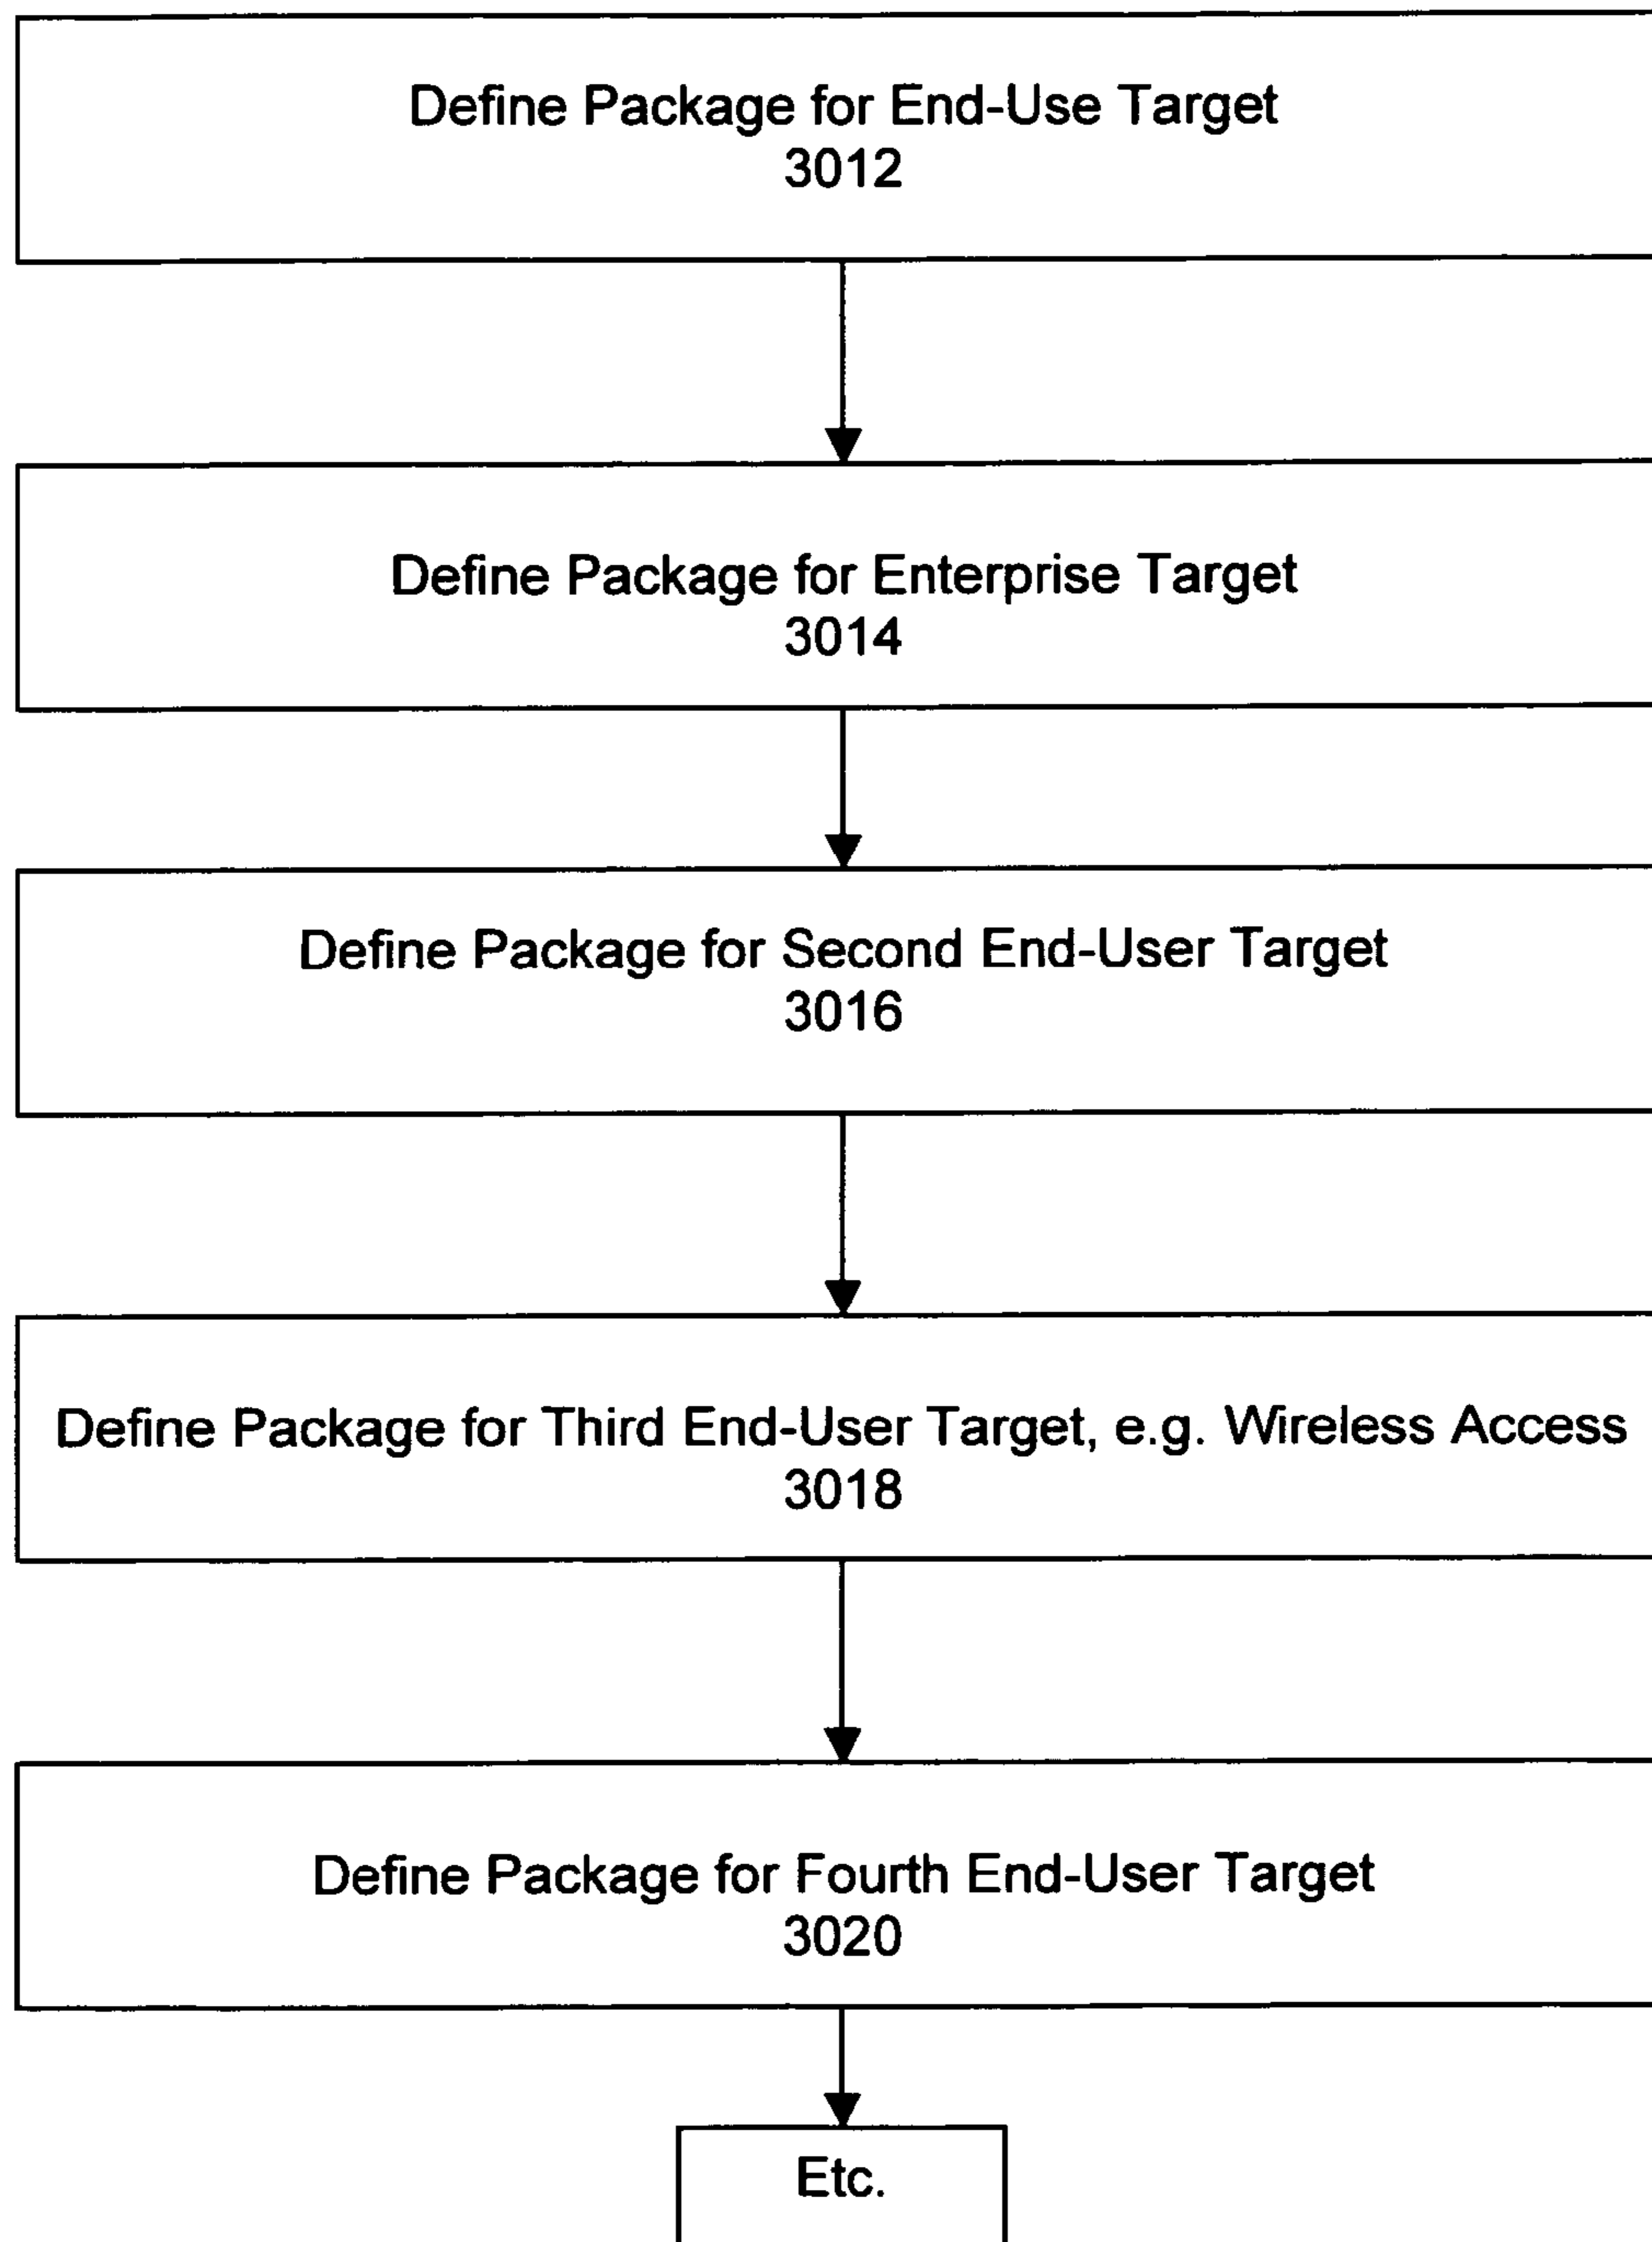 Define Package for End-Use Target
3012
Define Package for Enterprise Target
3014
Define Package for Second End-User Target
3016
Define Package for Third End-User Target, e.g. Wireless Access
3018
Define Package for Fourth End-User Target
3020
Etc.